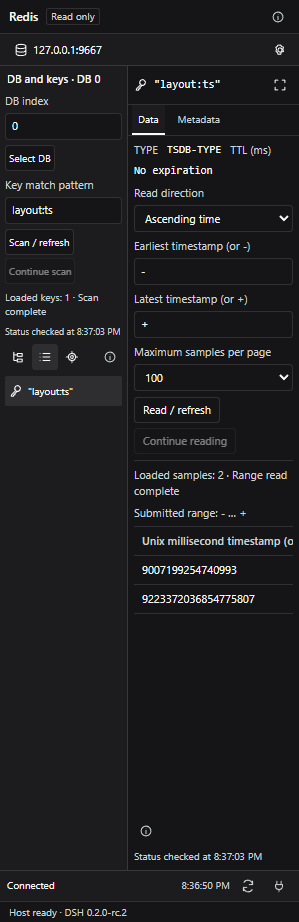 Redis Read only
127.0.0.1:9667
DB and keys · DB 0
DB index
0
Select DB
Key match pattern
layout:ts
Scan / refresh
Continue scan
Loaded keys: 1 · Scan
complete
Status checked at 8:37:03 PM
"layout:ts"
"layout:ts"
Data Metadata
TYPE TSDB-TYPE TTL (ms)
No expiration
Read direction
Ascending time
Earliest timestamp (or -)
-
Latest timestamp (or +)
+
Maximum samples per page
100
Read / refresh
Continue reading
Loaded samples: 2 · Range read
complete
Submitted range: - ... +
Unix millisecond timestamp (o
9007199254740993
9223372036854775807
Status checked at 8:37:03 PM
Connected 8:36:50 PM
Host ready · DSH 0.2.0-rc.2